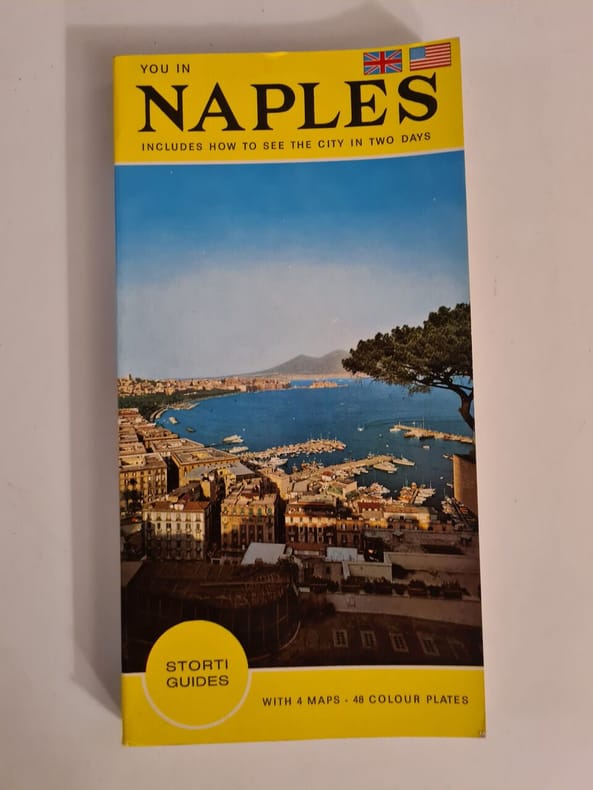 YOU IN
NAPLES
INCLUDES HOW TO SEE THE CITY IN TWO DAYS
STORTI
GUIDES
WITH 4 MAPS - 48 COLOUR PLATES